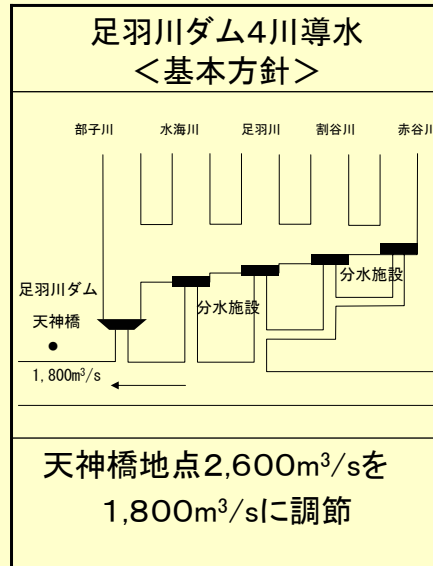 足羽川ダム4川導水
＜基本方針＞
部子川 水海川 足羽川 割谷川 赤谷川
分水施設
足羽川ダム
分水施設
天神橋
1,800m³/s
天神橋地点2,600m³/sを
1,800m³/sに調節